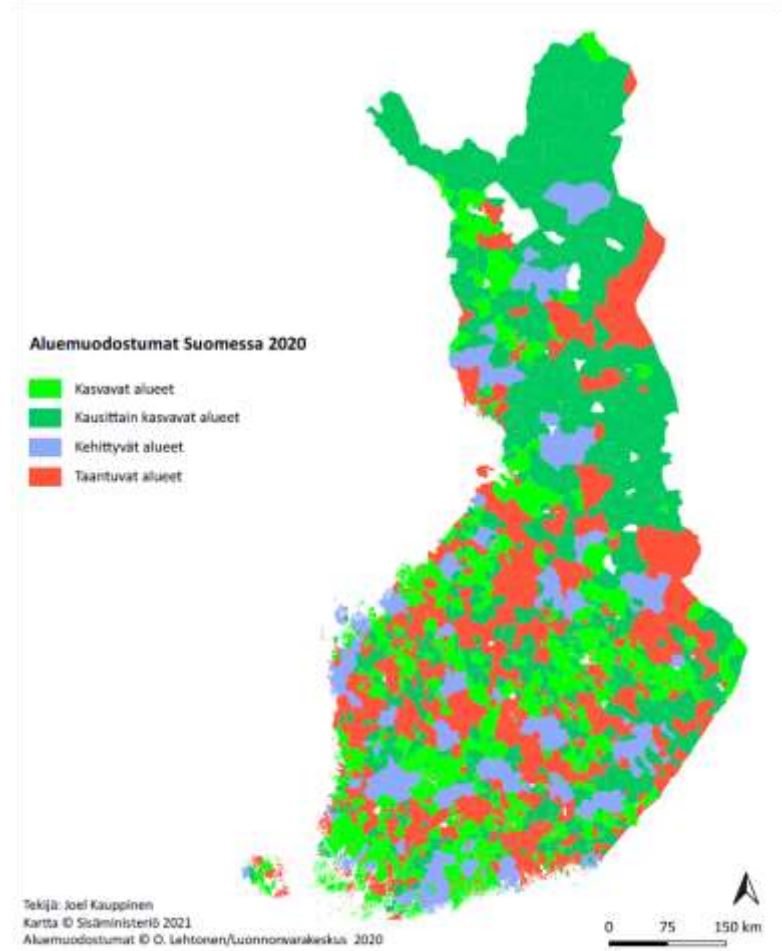 Aluemuodostumat Suomessa 2020
Kasvavat alueet
Kausittain kasvavat alueet
Kehittyvät alueet
Taantuvat alueet
Tekijä: Joel Kauppinen
Kartta © Sisäministeriö 2021
Aluemuodostumat © O. Lehtonen/Luonnonvarakeskus 2020
0 75 150 km